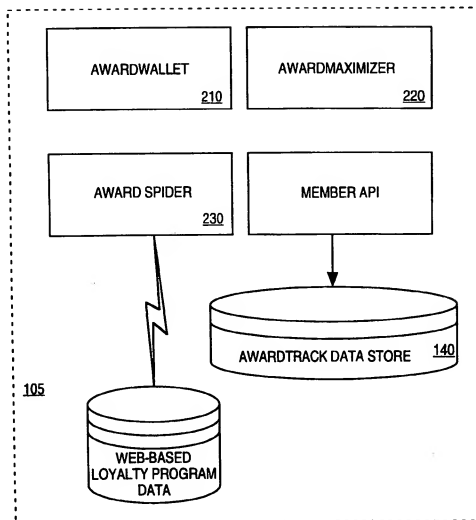 AWARDWALLET
210
AWARDMAXIMIZER
220
AWARD SPIDER
230
MEMBER API
AWARDTRACK DATA STORE 140
105
WEB-BASED
LOYALTY PROGRAM
DATA